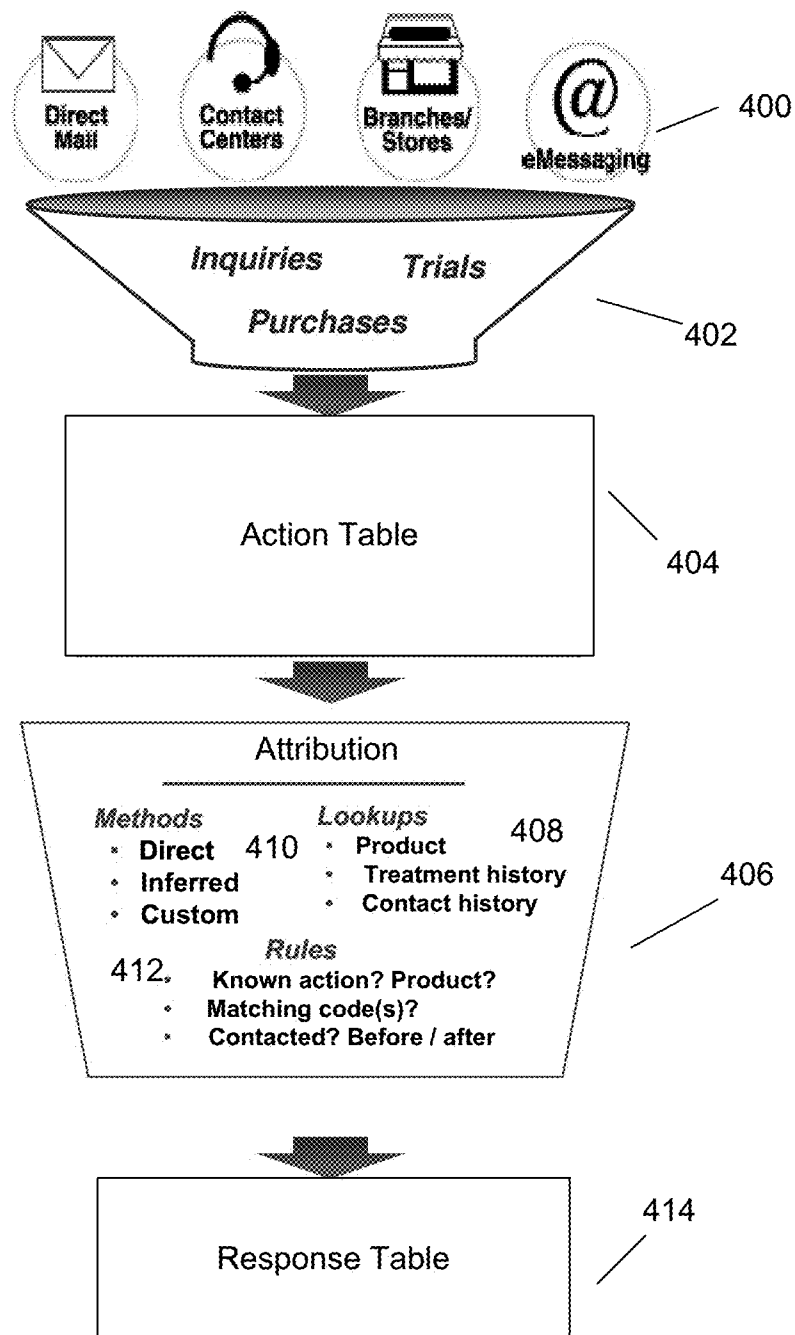 Direct
Mail
Contact
Centers
Branches/
Stores
@
eMessaging
400
Inquiries
Trials
Purchases
402
Action Table
404
Attribution
Methods
410
• Direct
• Inferred
• Custom
Lookups
408
• Product
• Treatment history
• Contact history
406
Rules
412
• Known action? Product?
• Matching code(s)?
• Contacted? Before / after
Response Table
414